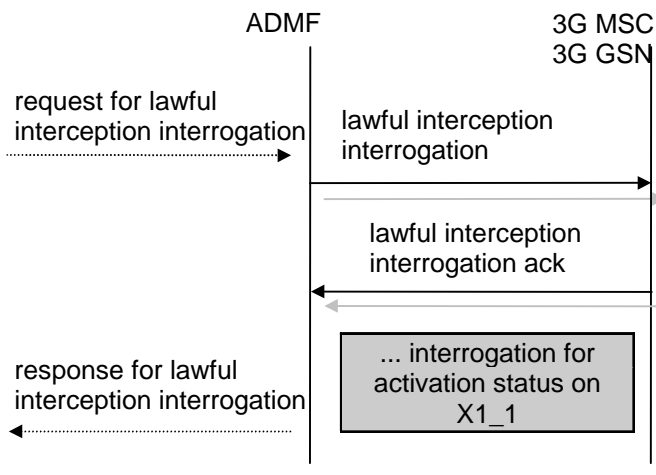 ADMF
3G MSC
3G GSN
request for lawful
interception interrogation
lawful interception
interrogation
lawful interception
interrogation ack
... interrogation for
activation status on
X1_1
response for lawful
interception interrogation